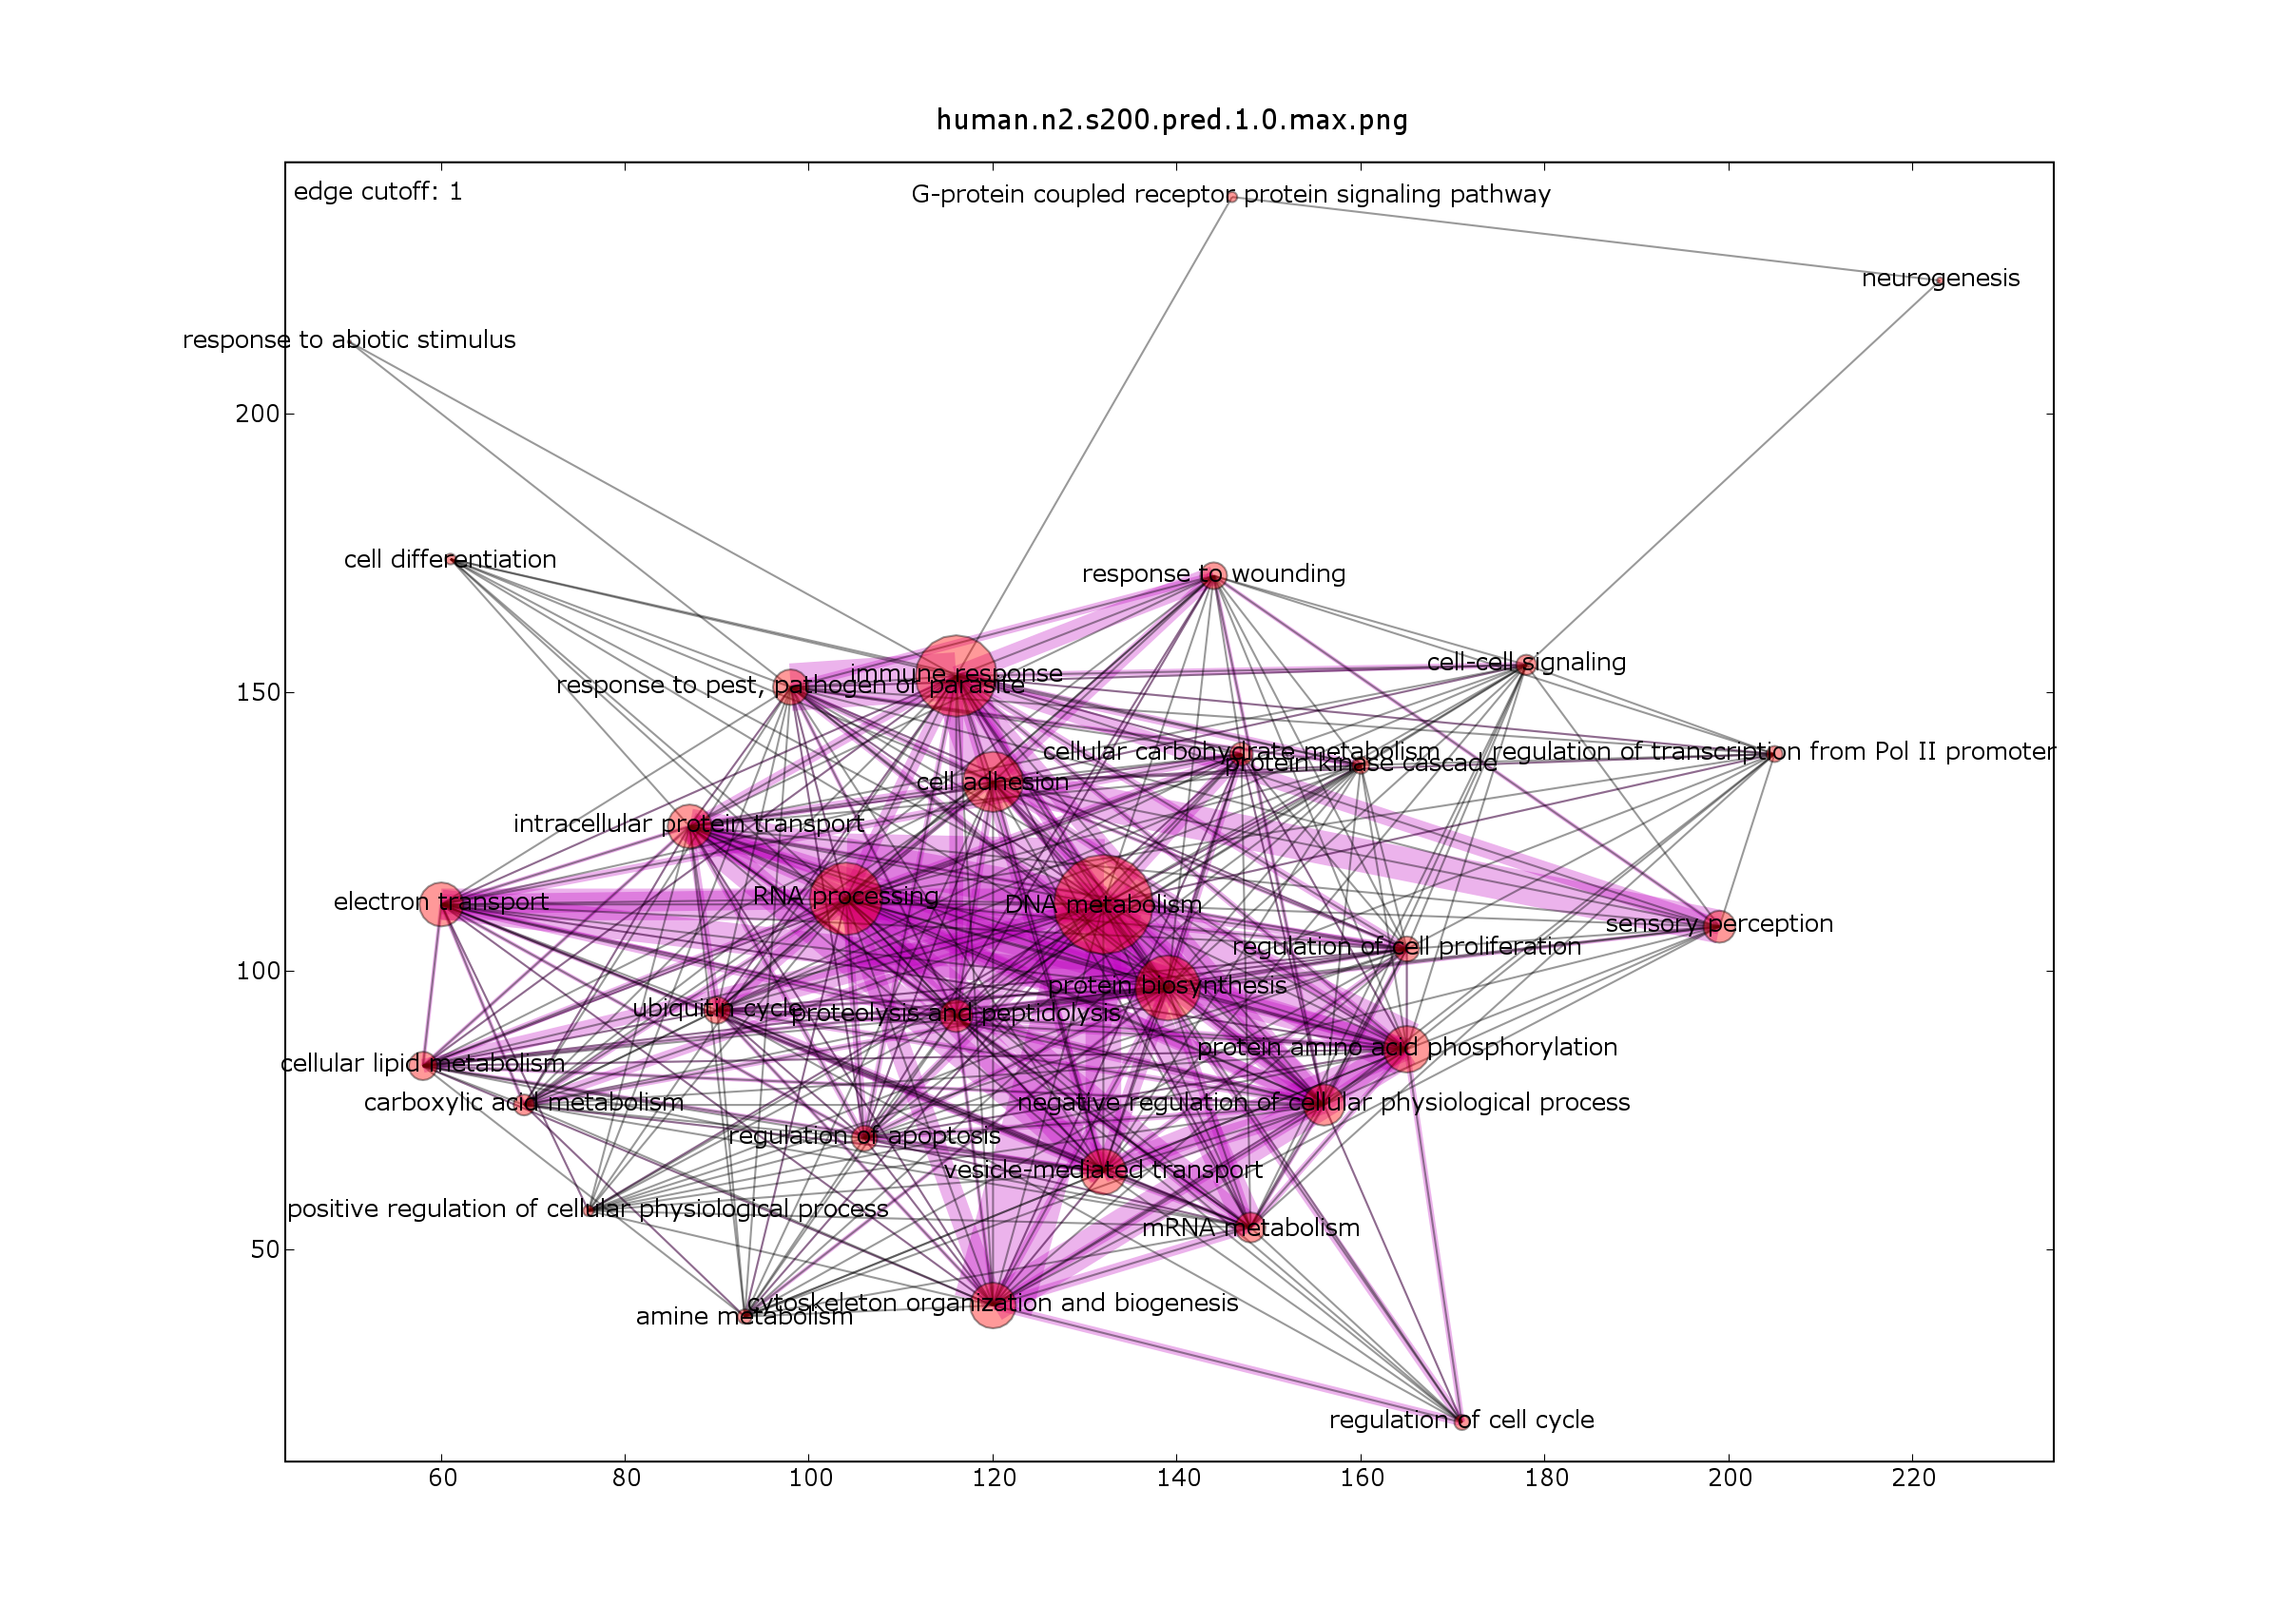 human.n2.s200.pred.1.0.max.png
edge cutoff: 1
G-protein coupled receptor protein signaling pathway
neurogenesis
response to abiotic stimulus
200
cell differentiation
response to wounding
cell-cell signaling
immune response
response to pest, pathogen or parasite
150
cellular carbohydrate metabolism
regulation of transcription from Pol II promoter
protein kinase cascade
cell adhesion
intracellular protein transport
RNA processing
electron transport
DNA metabolism
sensory perception
regulation of cell proliferation
100
protein biosynthesis
ubiquitin cycle
proteolysis and peptidolysis
protein amino acid phosphorylation
cellular lipid metabolism
carboxylic acid metabolism
negative regulation of cellular physiological process
regulation of apoptosis
vesicle-mediated transport
positive regulation of cellular physiological process
mRNA metabolism
50
cytoskeleton organization and biogenesis
amine metabolism
regulation of cell cycle
60 80 100 120 140 160 180 200 220